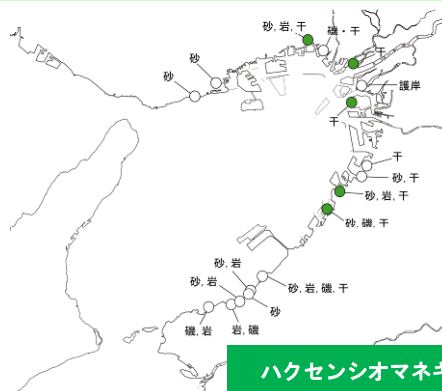 砂, 岩, 干
磯・干
干
砂
砂
護岸
干
干
砂, 干
砂, 岩, 干
砂, 磯, 干
砂, 岩
砂, 岩
砂, 岩, 磯, 干
砂
磯, 岩
岩, 磯
ハクセンシオマネキ